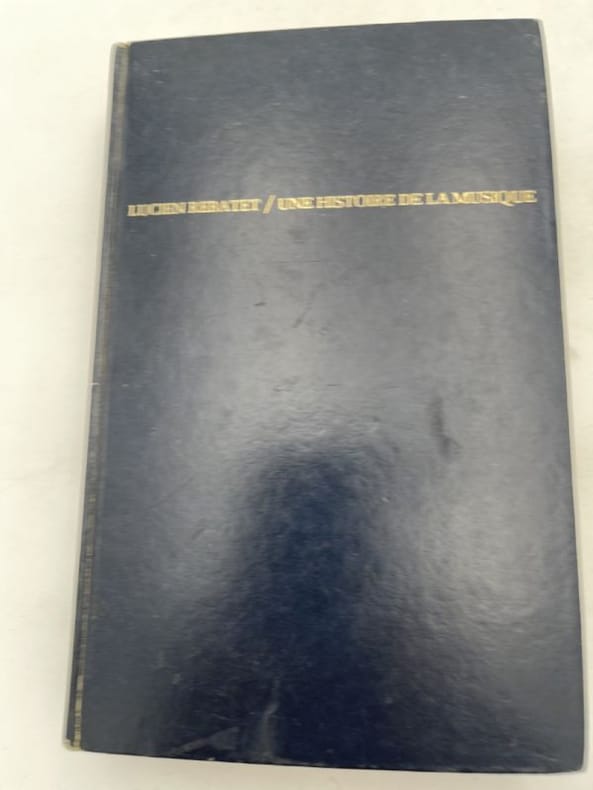 LUCIEN REBATET / UNE HISTOIRE DE LA MUSIQUE